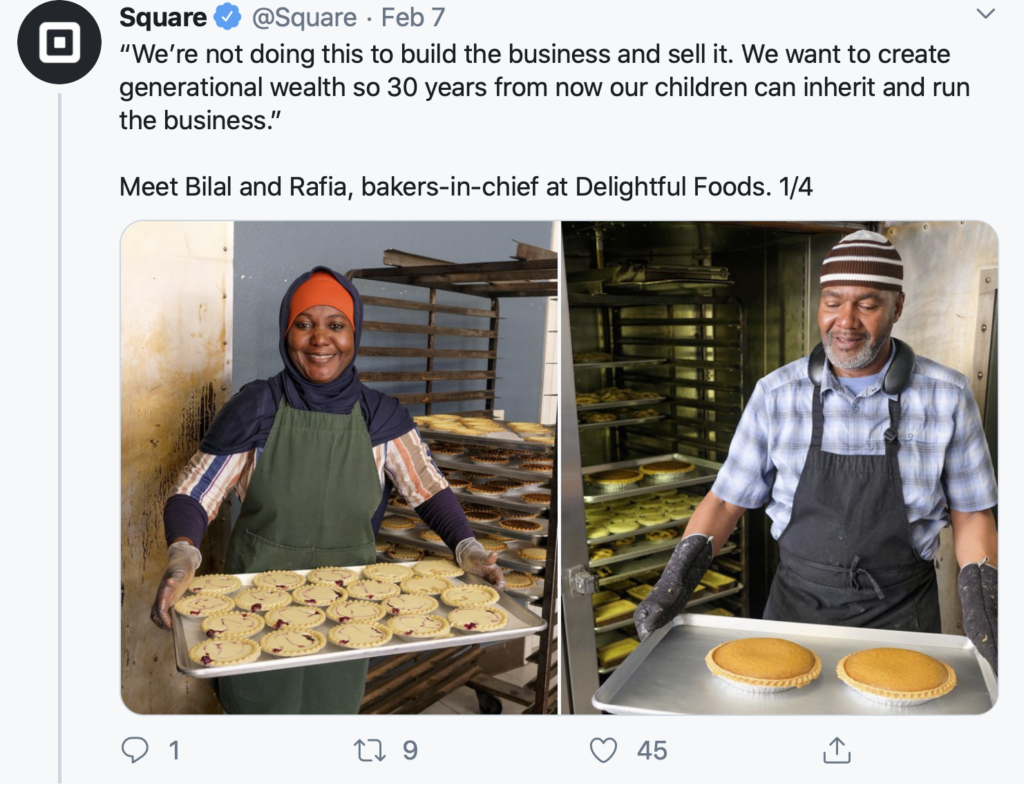 Square @Square · Feb 7
“We’re not doing this to build the business and sell it. We want to create
generational wealth so 30 years from now our children can inherit and run
the business.”
Meet Bilal and Rafia, bakers-in-chief at Delightful Foods. 1/4
1 9 45